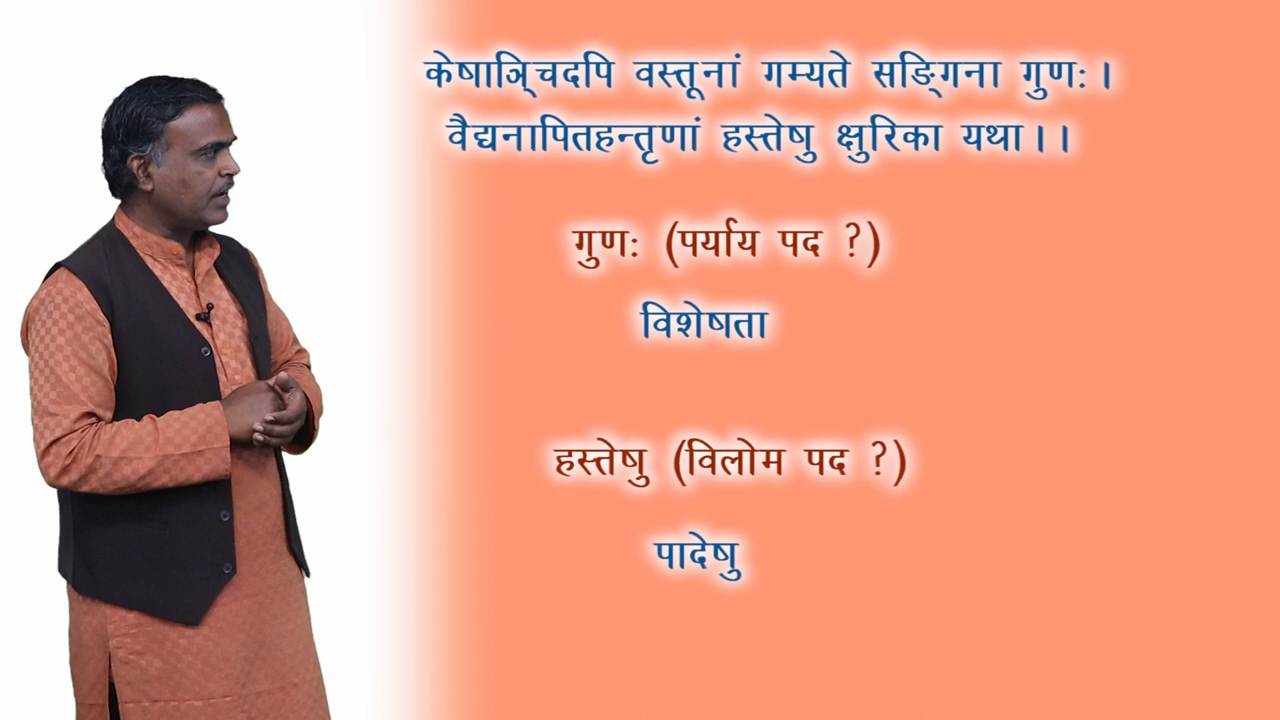 केषाञ्चिदपि वस्तूनां गम्यते सङ्गिना गुणः।
वैद्यनापितहन्तृणां हस्तेषु क्षुरिका यथा।।
गुणः (पर्याय पद ?)
विशेषता
हस्तेषु (विलोम पद ?)
पादेषु